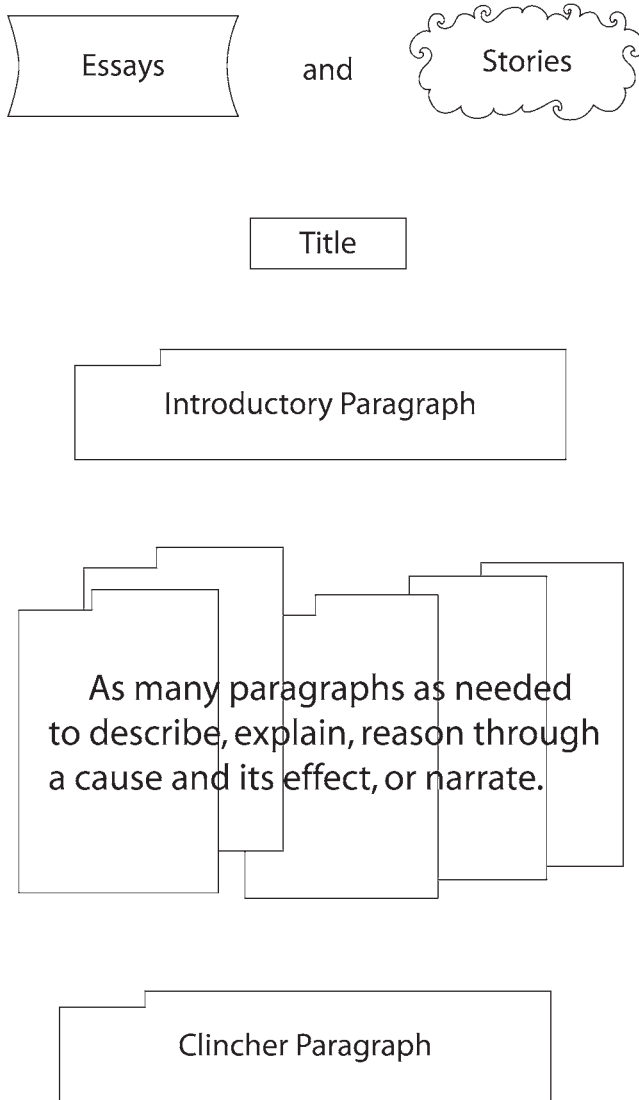 Essays and Stories
Title
Introductory Paragraph
As many paragraphs as needed
to describe, explain, reason through
a cause and its effect, or narrate.
Clincher Paragraph